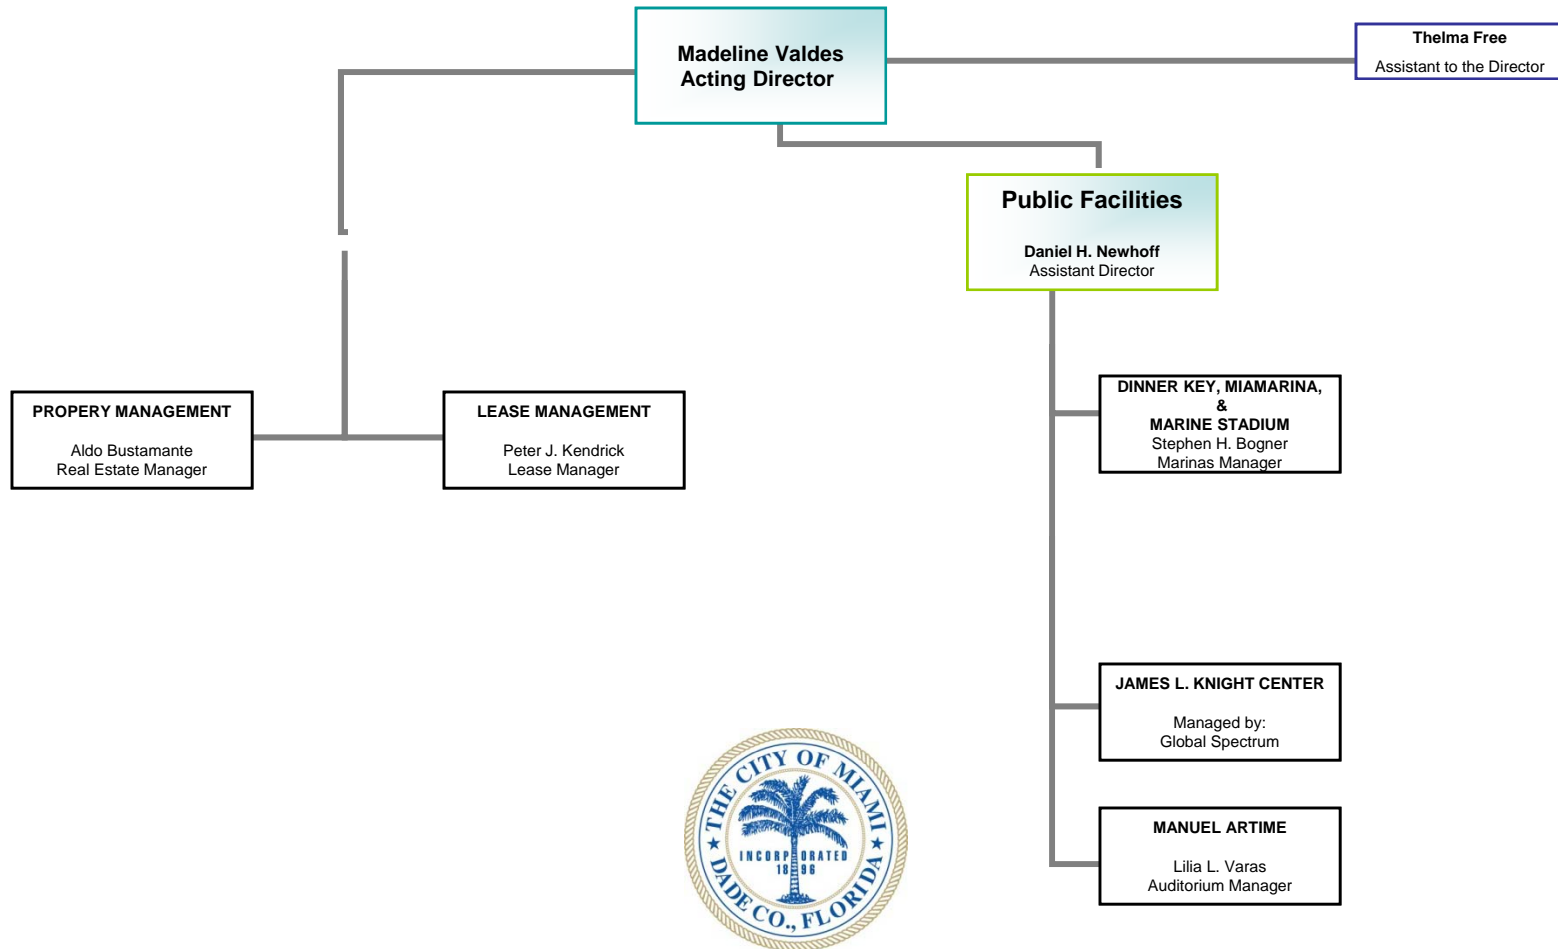 Madeline Valdes
Acting Director
Thelma Free
Assistant to the Director
Public Facilities
Daniel H. Newhoff
Assistant Director
PROPERY MANAGEMENT
Aldo Bustamante
Real Estate Manager
LEASE MANAGEMENT
Peter J. Kendrick
Lease Manager
DINNER KEY, MIAMARINA,
&
MARINE STADIUM
Stephen H. Bogner
Marinas Manager
JAMES L. KNIGHT CENTER
Managed by:
Global Spectrum
MANUEL ARTIME
Lilia L. Varas
Auditorium Manager
THE CITY OF MIAMI
INCORPORATED
1896
DADE CO., FLORIDA